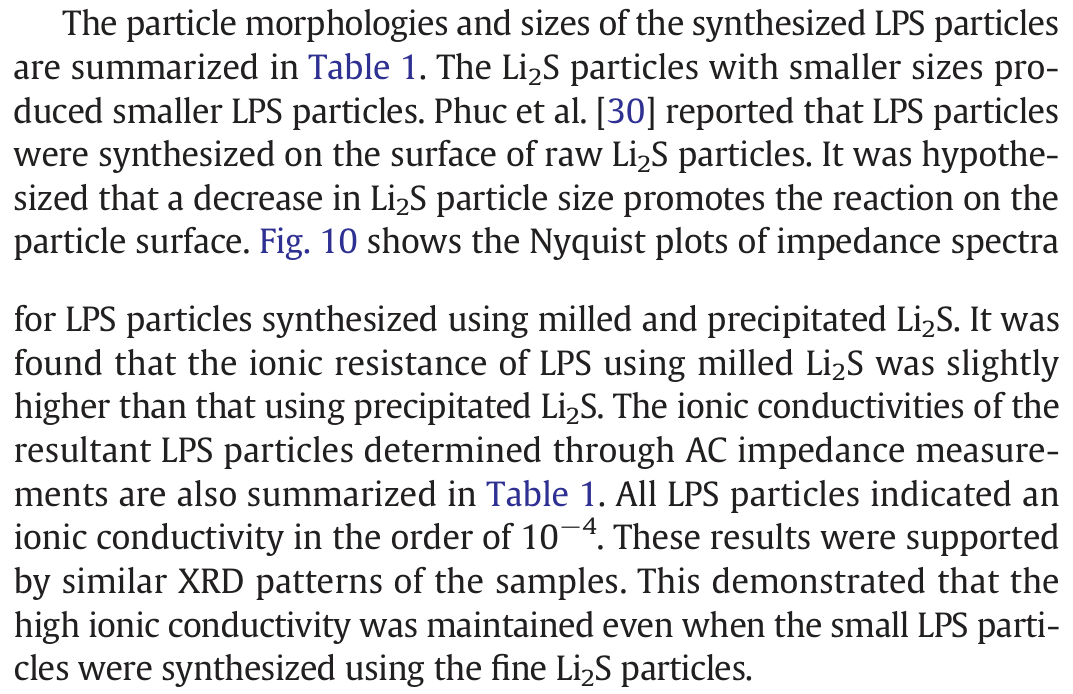 The particle morphologies and sizes of the synthesized LPS particles
are summarized in Table 1. The Li₂S particles with smaller sizes pro-
duced smaller LPS particles. Phuc et al. [30] reported that LPS particles
were synthesized on the surface of raw Li₂S particles. It was hypothe-
sized that a decrease in Li₂S particle size promotes the reaction on the
particle surface. Fig. 10 shows the Nyquist plots of impedance spectra
for LPS particles synthesized using milled and precipitated Li₂S. It was
found that the ionic resistance of LPS using milled Li₂S was slightly
higher than that using precipitated Li₂S. The ionic conductivities of the
resultant LPS particles determined through AC impedance measure-
ments are also summarized in Table 1. All LPS particles indicated an
ionic conductivity in the order of 10⁻⁴. These results were supported
by similar XRD patterns of the samples. This demonstrated that the
high ionic conductivity was maintained even when the small LPS parti-
cles were synthesized using the fine Li₂S particles.